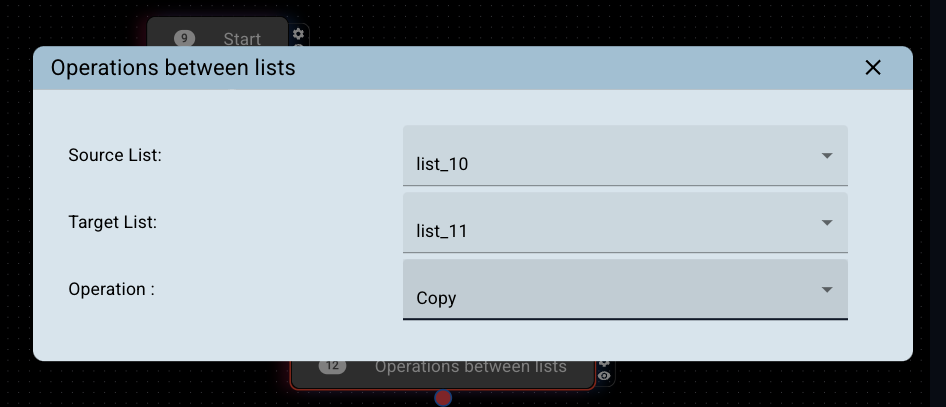 9 Start
Operations between lists
Source List:
list_10
Target List:
list_11
Operation :
Copy
12 Operations between lists